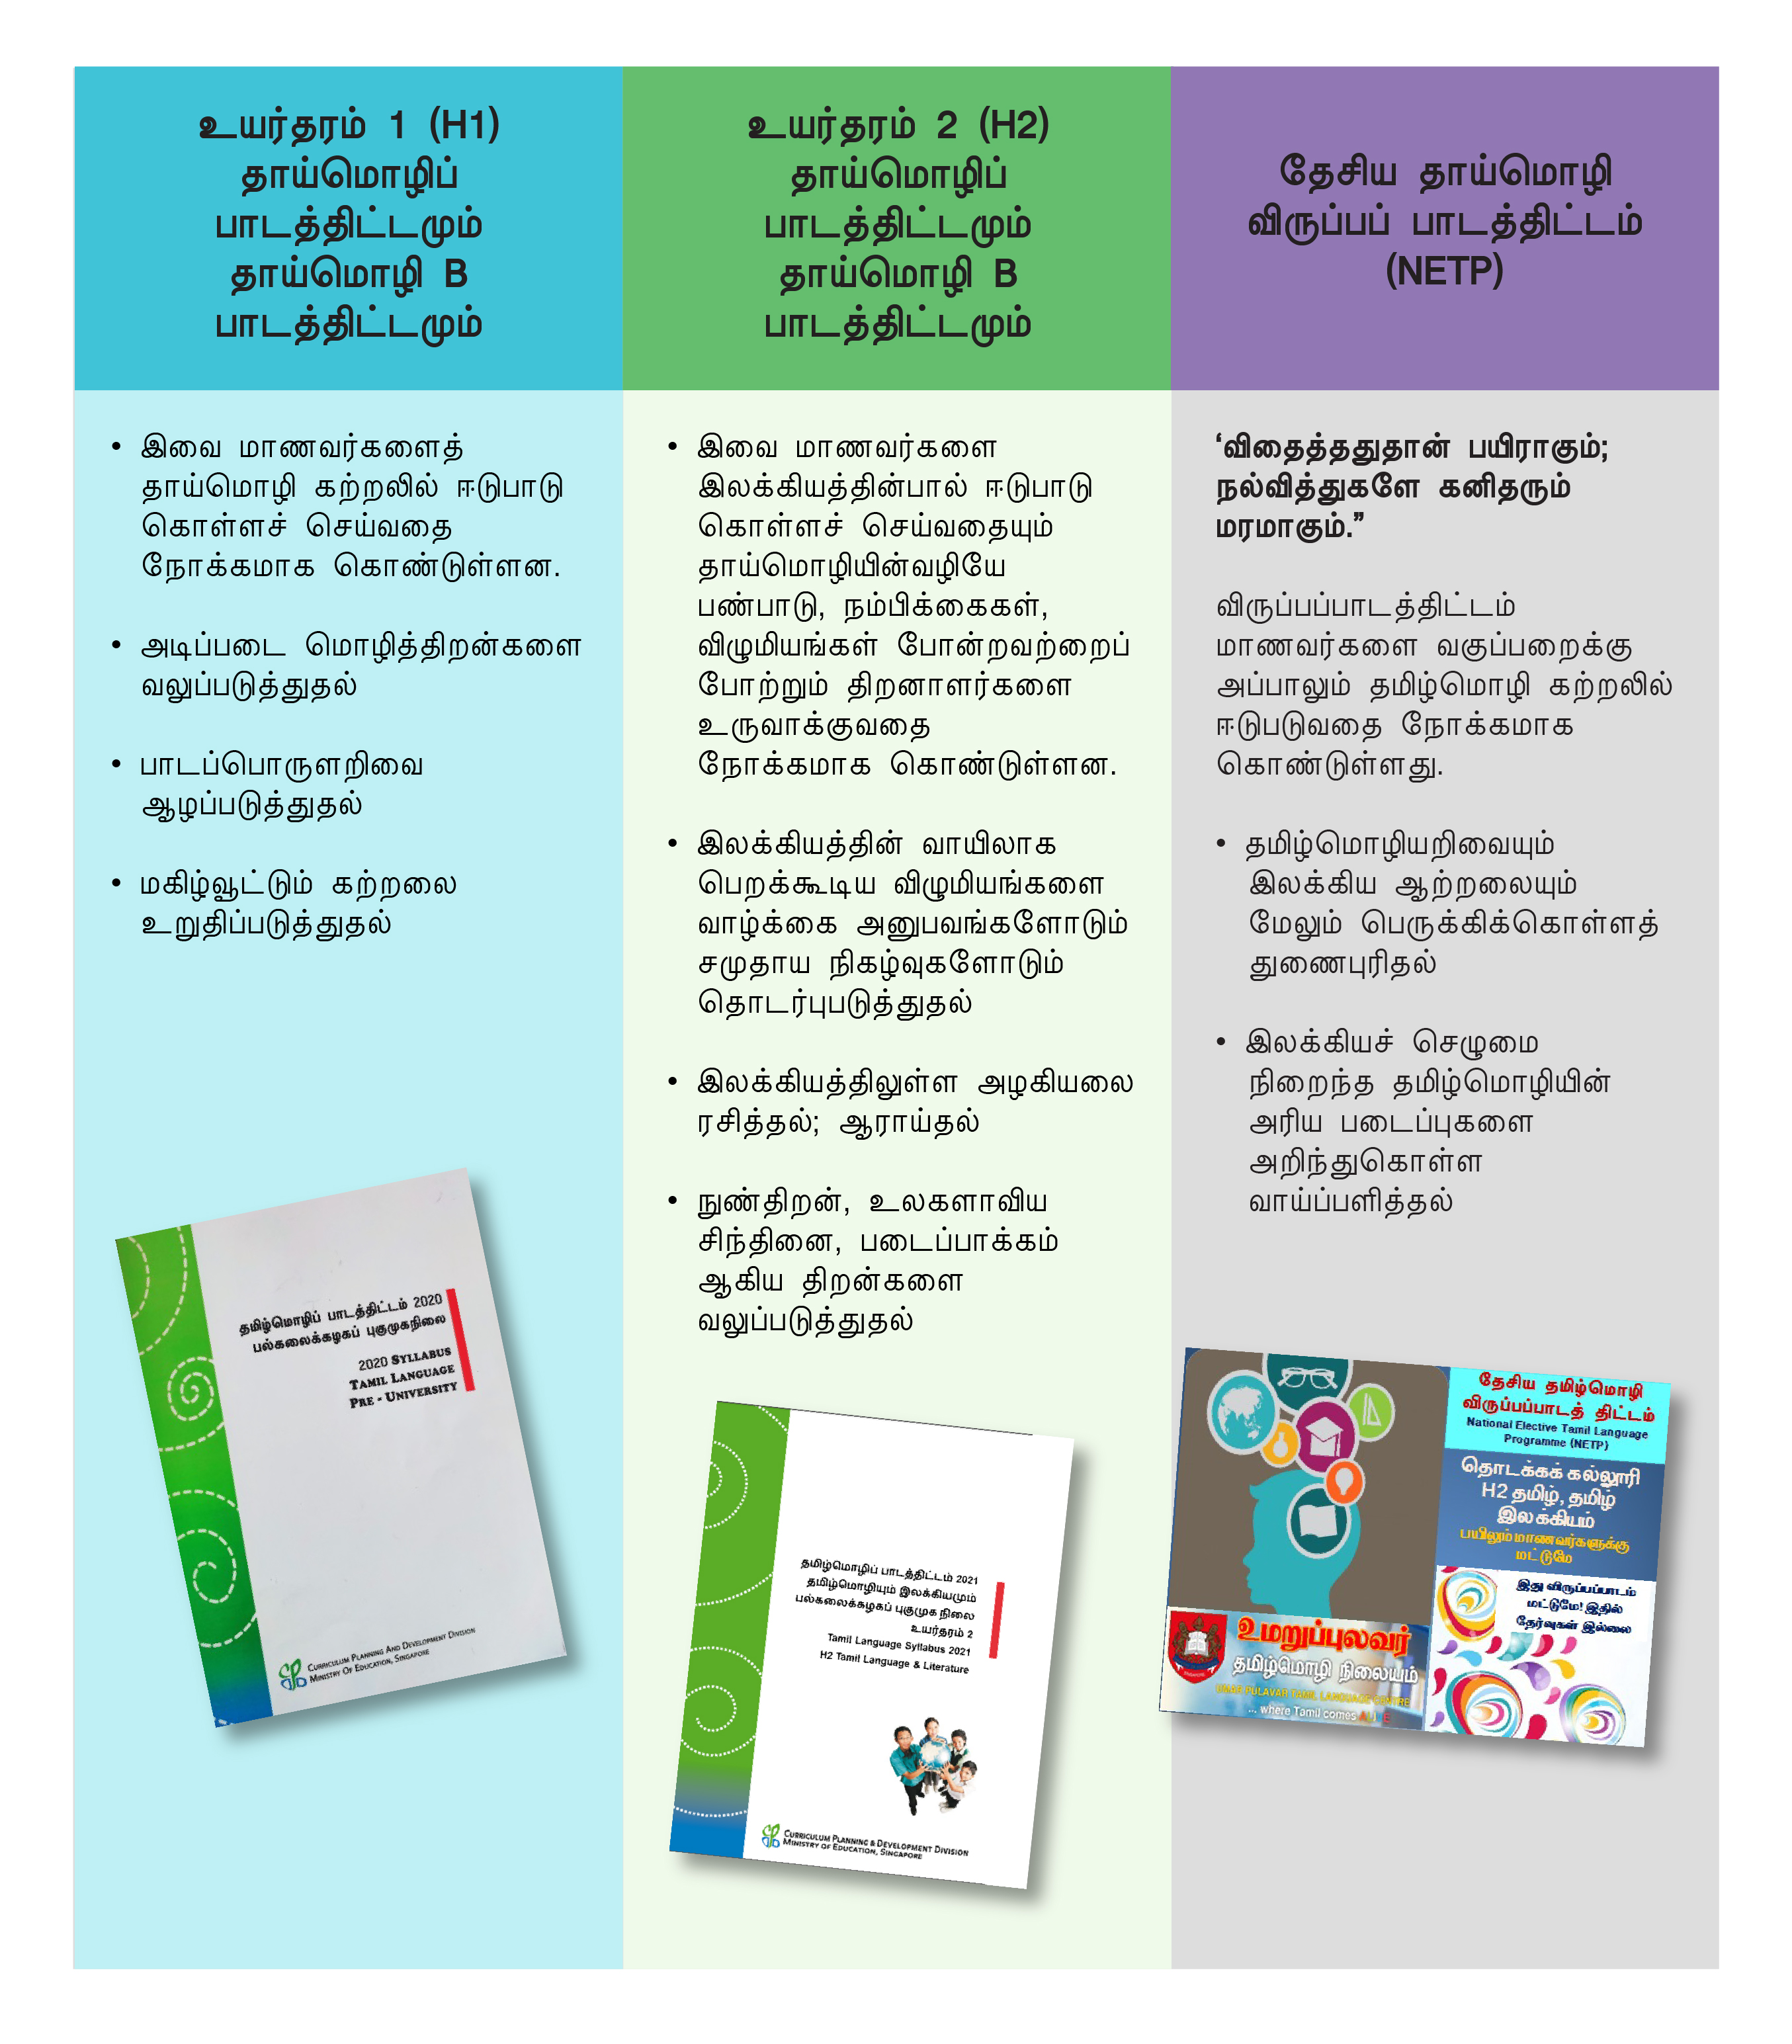 உயர்தரம் 1 (H1)
தாய்மொழிப்
பாடத்திட்டமும்
தாய்மொழி B
பாடத்திட்டமும்
• இவை மாணவர்களைத்
தாய்மொழி கற்றலில் ஈடுபாடு
கொள்ளச் செய்வதை
நோக்கமாக கொண்டுள்ளன.
• அடிப்படை மொழித்திறன்களை
வலுப்படுத்துதல்
• பாடப்பொருளறிவை
ஆழப்படுத்துதல்
• மகிழ்வூட்டும் கற்றலை
உறுதிப்படுத்துதல்
தமிழ்மொழிப் பாடத்திட்டம் 2020
பல்கலைக்கழகப் புகுமுகநிலை
2020 SYLLABUS
TAMIL LANGUAGE
PRE - UNIVERSITY
CURRICULUM PLANNING AND DEVELOPMENT DIVISION
MINISTRY OF EDUCATION, SINGAPORE
உயர்தரம் 2 (H2)
தாய்மொழிப்
பாடத்திட்டமும்
தாய்மொழி B
பாடத்திட்டமும்
• இவை மாணவர்களை
இலக்கியத்தின்பால் ஈடுபாடு
கொள்ளச் செய்வதையும்
தாய்மொழியின்வழியே
பண்பாடு, நம்பிக்கைகள்,
விழுமியங்கள் போன்றவற்றைப்
போற்றும் திறனாளர்களை
உருவாக்குவதை
நோக்கமாக கொண்டுள்ளன.
• இலக்கியத்தின் வாயிலாக
பெறக்கூடிய விழுமியங்களை
வாழ்க்கை அனுபவங்களோடும்
சமுதாய நிகழ்வுகளோடும்
தொடர்புபடுத்துதல்
• இலக்கியத்திலுள்ள அழகியலை
ரசித்தல்; ஆராய்தல்
• நுண்திறன், உலகளாவிய
சிந்தினை, படைப்பாக்கம்
ஆகிய திறன்களை
வலுப்படுத்துதல்
தமிழ்மொழிப் பாடத்திட்டம் 2021
தமிழ்மொழியும் இலக்கியமும்
பல்கலைக்கழகப் புகுமுக நிலை
உயர்தரம் 2
Tamil Language Syllabus 2021
H2 Tamil Language & Literature
CURRICULUM PLANNING & DEVELOPMENT DIVISION
MINISTRY OF EDUCATION, SINGAPORE
தேசிய தாய்மொழி
விருப்பப் பாடத்திட்டம்
(NETP)
‘விதைத்ததுதான் பயிராகும்;
நல்வித்துகளே கனிதரும்
மரமாகும்.”
விருப்பப்பாடத்திட்டம்
மாணவர்களை வகுப்பறைக்கு
அப்பாலும் தமிழ்மொழி கற்றலில்
ஈடுபடுவதை நோக்கமாக
கொண்டுள்ளது.
• தமிழ்மொழியறிவையும்
இலக்கிய ஆற்றலையும்
மேலும் பெருக்கிக்கொள்ளத்
துணைபுரிதல்
• இலக்கியச் செழுமை
நிறைந்த தமிழ்மொழியின்
அரிய படைப்புகளை
அறிந்துகொள்ள
வாய்ப்பளித்தல்
தேசிய தமிழ்மொழி
விருப்பப்பாடத் திட்டம்
National Elective Tamil Language
Programme (NETP)
தொடக்கக் கல்லூரி
H2 தமிழ், தமிழ்
இலக்கியம்
பயிலும் மாணவர்களுக்கு
மட்டுமே
இது விருப்பப்பாடம்
மட்டுமே! இதில்
தேர்வுகள் இல்லை
உமறுப்புலவர்
தமிழ்மொழி நிலையம்
UMAR PULAVAR TAMIL LANGUAGE CENTRE
... where Tamil comes ALIVE